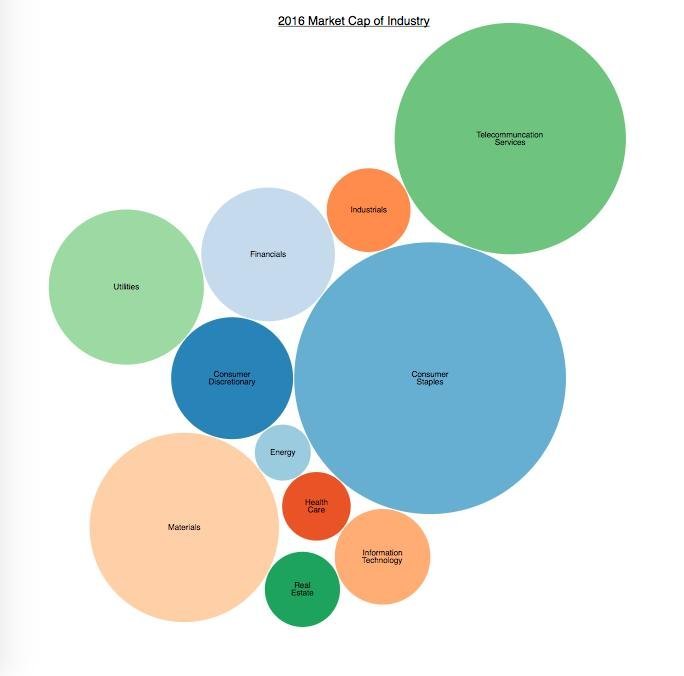 2016 Market Cap of Industry
Telecommuncation
Services
Industrials
Financials
Utilities
Consumer
Discretionary
Consumer
Staples
Energy
Health
Care
Materials
Information
Technology
Real
Estate